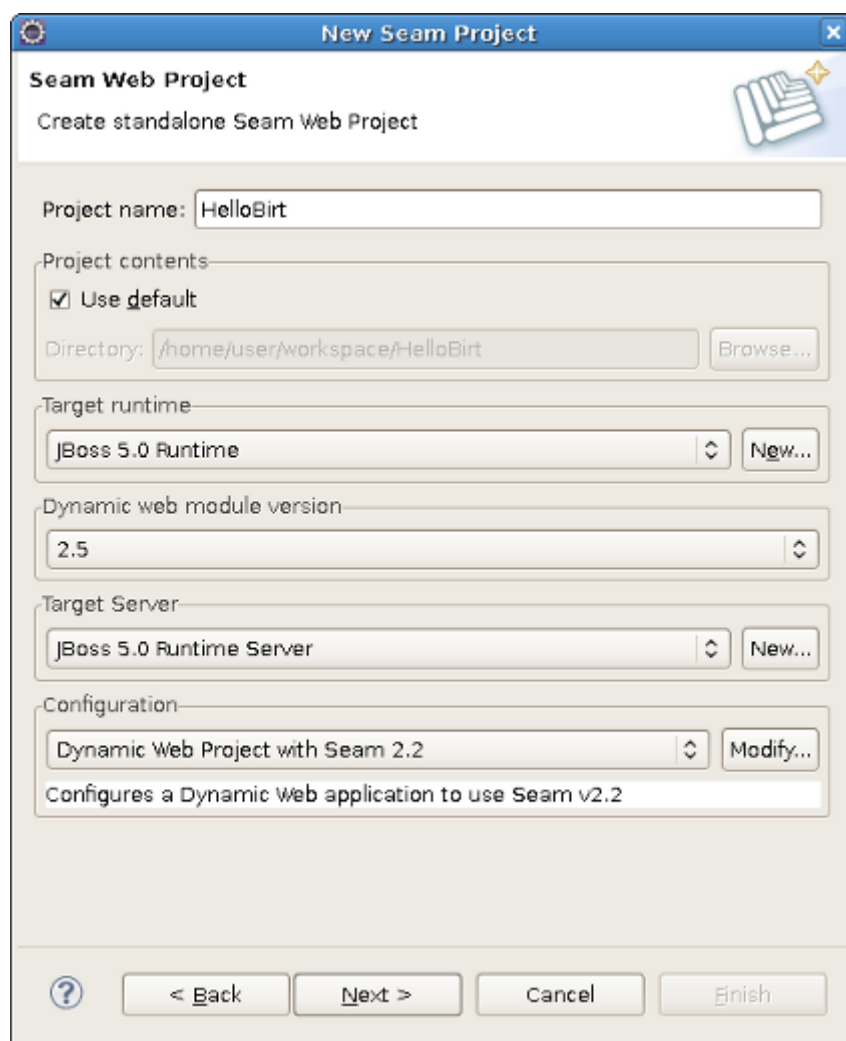 New Seam Project
Seam Web Project
Create standalone Seam Web Project
Project name: HelloBirt
Project contents
Use default
Directory: /home/user/workspace/HelloBirt Browse...
Target runtime
JBoss 5.0 Runtime New...
Dynamic web module version
2.5
Target Server
JBoss 5.0 Runtime Server New...
Configuration
Dynamic Web Project with Seam 2.2 Modify...
Configures a Dynamic Web application to use Seam v2.2
? < Back Next > Cancel Finish